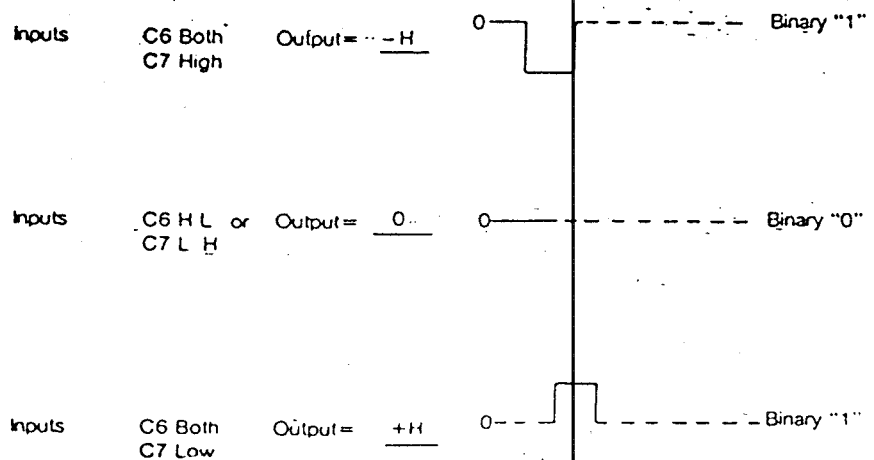 Inputs C6 Both Output= -H 0 Binary "1"
C7 High
Inputs C6 H L or Output= 0 0 Binary "0"
C7 L H
Inputs C6 Both Output= +H 0 Binary "1"
C7 Low